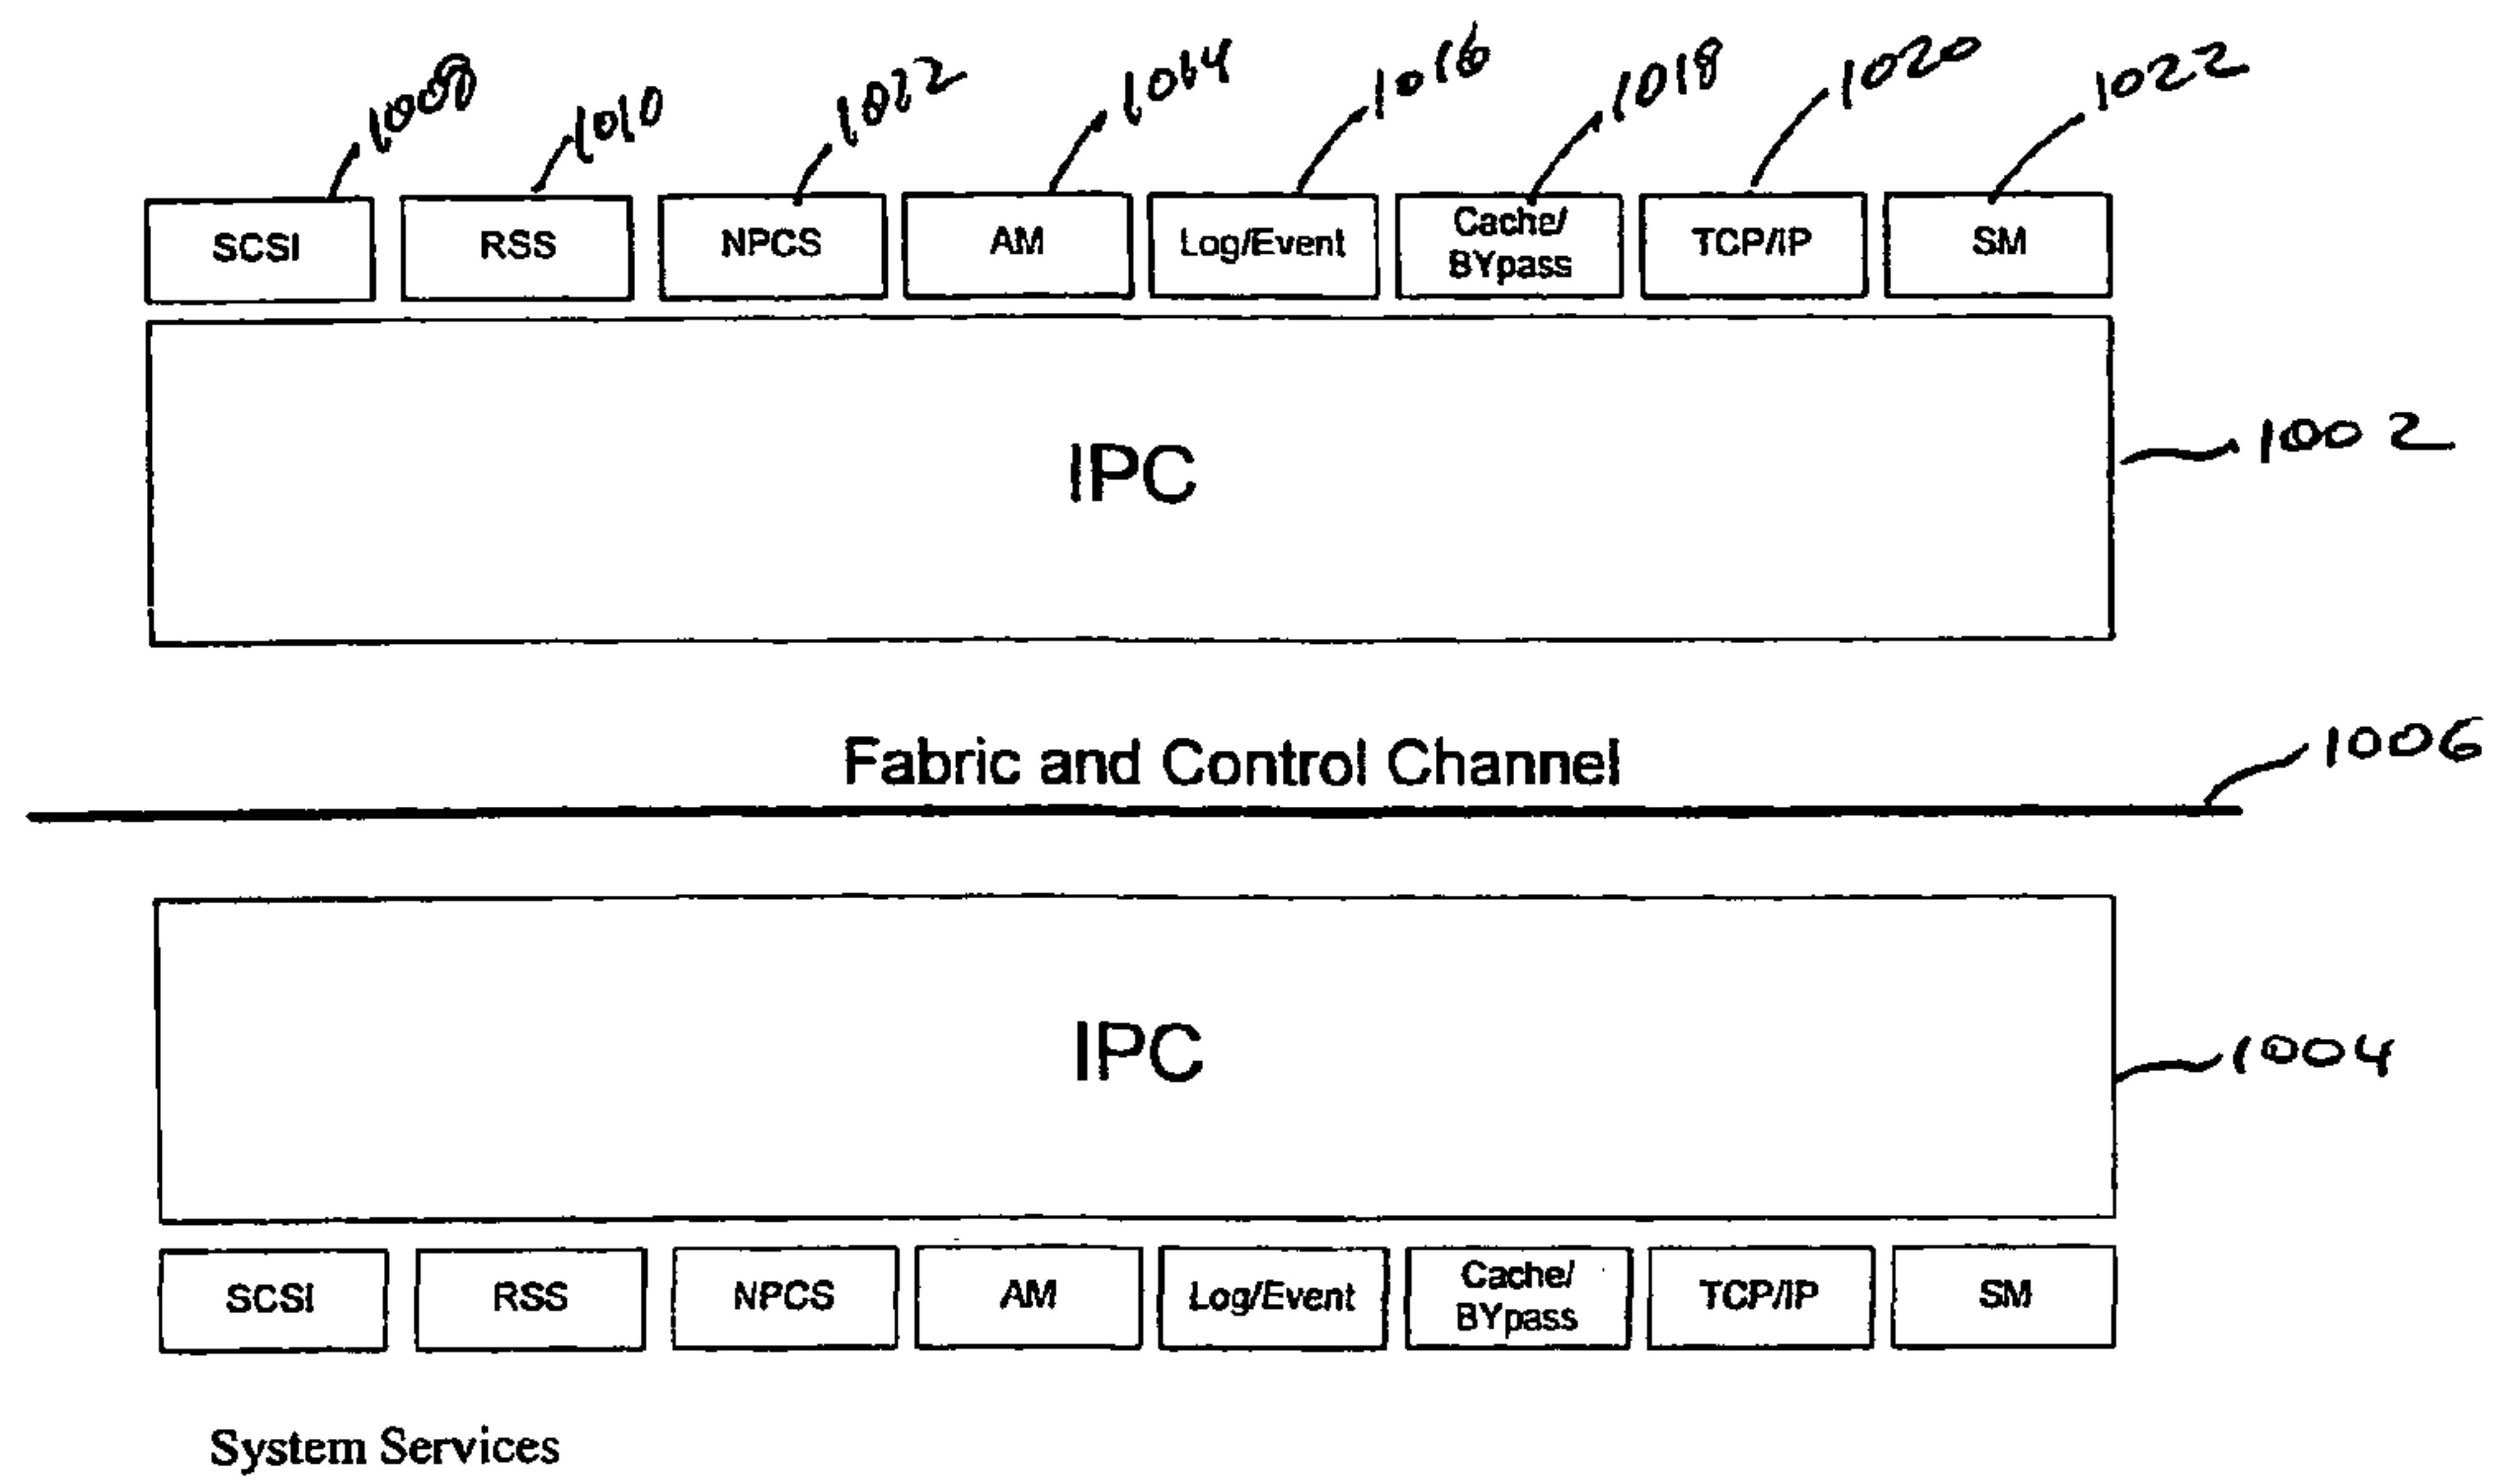 1008 1010 1022 1014 1016 1018 1020 1022
SCSI RSS NPCS AM Log/Event Cache/ BYpass TCP/IP SM
IPC 1002
Fabric and Control Channel 1006
IPC 1004
SCSI RSS NPCS AM Log/Event Cache/ BYpass TCP/IP SM
System Services